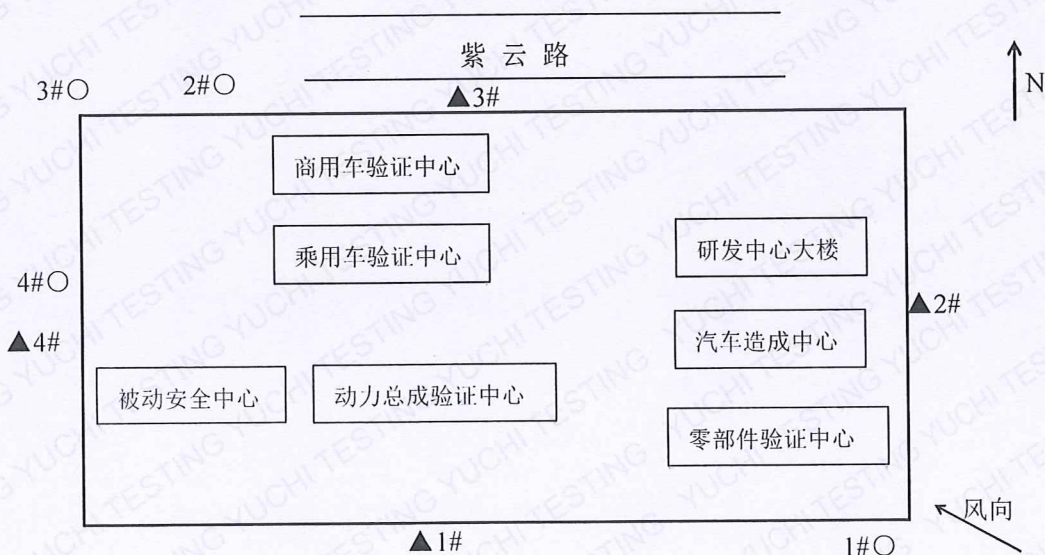 紫云路
N
3#○
2#○
▲3#
商用车验证中心
乘用车验证中心
研发中心大楼
4#○
▲2#
▲4#
汽车造成中心
被动安全中心
动力总成验证中心
零部件验证中心
风向
▲1#
1#○
YUCHI TESTING